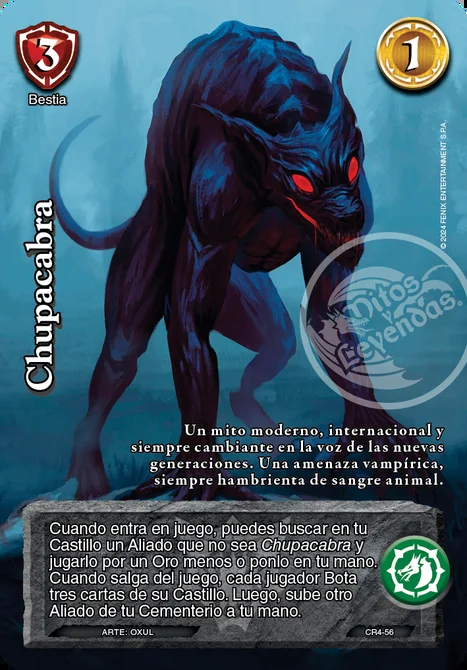 3
Bestia
1
© 2024 FENIX ENTERTAINMENT S.P.A.
Chupacabra
Mitos
y
Leyendas.
Un mito moderno, internacional y
siempre cambiante en la voz de las nuevas
generaciones. Una amenaza vampírica,
siempre hambrienta de sangre animal.
Cuando entra en juego, puedes buscar en tu
Castillo un Aliado que no sea Chupacabra y
jugarlo por un Oro menos o ponlo en tu mano.
Cuando salga del juego, cada jugador Bota
tres cartas de su Castillo. Luego, sube otro
Aliado de tu Cementerio a tu mano.
ARTE: OXUL
CR4-56